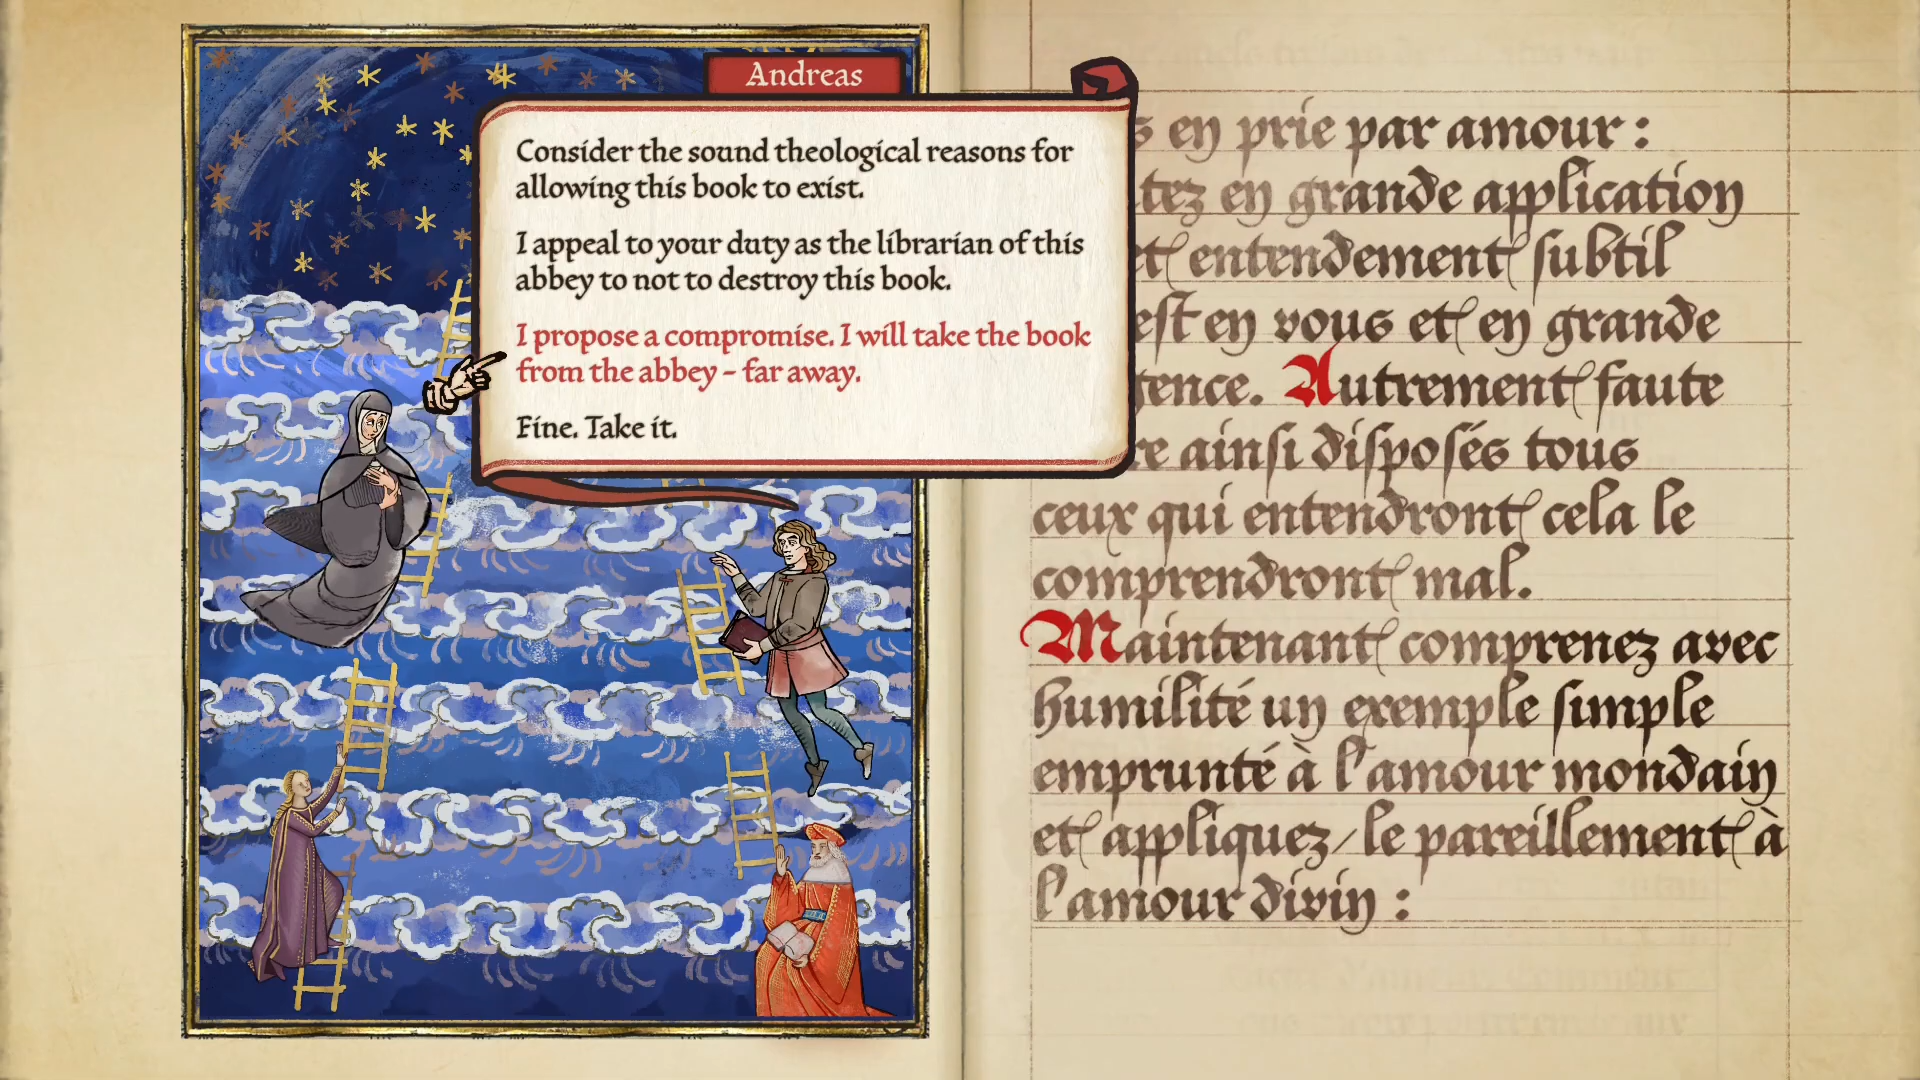 Andreas
Consider the sound theological reasons for
allowing this book to exist.
I appeal to your duty as the librarian of this
abbey to not to destroy this book.
I propose a compromise. I will take the book
from the abbey - far away.
Fine. Take it.
en prie par amour :
en grande application
et entendement subtil
est en vous et en grande
Autrement faute
ainsi disposés tous
ceux qui entendront cela le
comprendront mal.
Maintenant comprenez avec
humilité un exemple simple
emprunté à l'amour mondain
et appliquez-le pareillement à
l'amour divin :